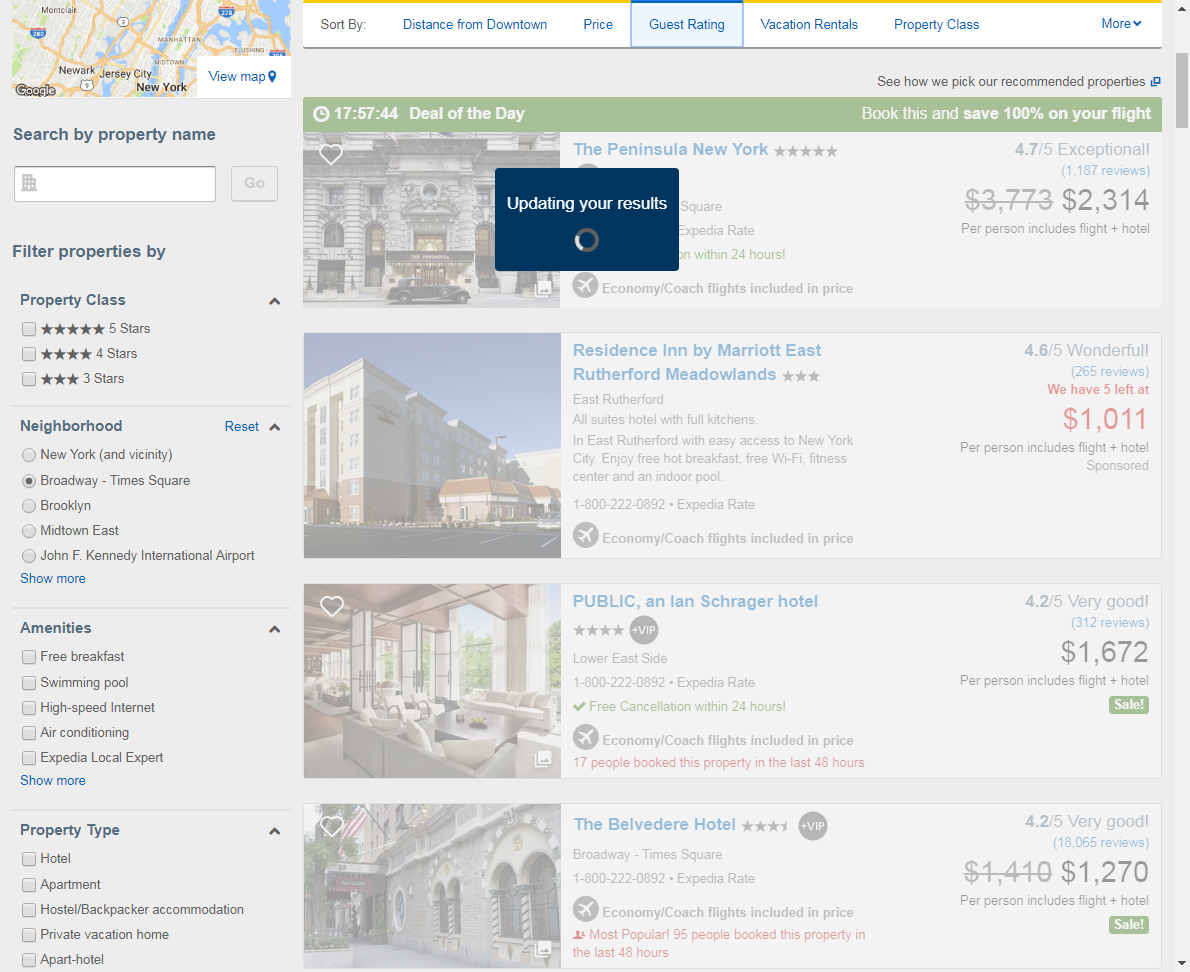 Montclair
278
3
280
MANHATTAN
FLUSHING
MIDTOWN
Newark
Jersey City
9
New York
Google
View map
Search by property name
Go
Filter properties by
Property Class
5 Stars
4 Stars
3 Stars
Neighborhood Reset
New York (and vicinity)
Broadway - Times Square
Brooklyn
Midtown East
John F. Kennedy International Airport
Show more
Amenities
Free breakfast
Swimming pool
High-speed Internet
Air conditioning
Expedia Local Expert
Show more
Property Type
Hotel
Apartment
Hostel/Backpacker accommodation
Private vacation home
Apart-hotel
Sort By: Distance from Downtown Price Guest Rating Vacation Rentals Property Class More
See how we pick our recommended properties
17:57:44 Deal of the Day Book this and save 100% on your flight
The Peninsula New York
4.7/5 Exceptional!
(1,187 reviews)
$3,773 $2,314
Per person includes flight + hotel
Updating your results
Square
Expedia Rate
on within 24 hours!
Economy/Coach flights included in price
THE PENINSULA
Residence Inn by Marriott East
Rutherford Meadowlands
East Rutherford
All suites hotel with full kitchens.
In East Rutherford with easy access to New York
City. Enjoy free hot breakfast, free Wi-Fi, fitness
center and an indoor pool.
1-800-222-0892 • Expedia Rate
Economy/Coach flights included in price
4.6/5 Wonderful!
(265 reviews)
We have 5 left at
$1,011
Per person includes flight + hotel
Sponsored
PUBLIC, an Ian Schrager hotel
+VIP
Lower East Side
1-800-222-0892 • Expedia Rate
Free Cancellation within 24 hours!
Economy/Coach flights included in price
17 people booked this property in the last 48 hours
4.2/5 Very good!
(312 reviews)
$1,672
Per person includes flight + hotel
Sale!
The Belvedere Hotel +VIP
Broadway - Times Square
1-800-222-0892 • Expedia Rate
Economy/Coach flights included in price
Most Popular! 95 people booked this property in
the last 48 hours
4.2/5 Very good!
(18,065 reviews)
$1,410 $1,270
Per person includes flight + hotel
Sale!